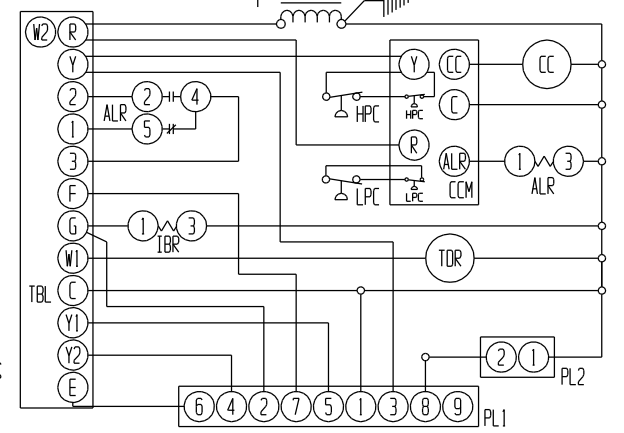 W2 R
Y CC CC
Y
2 2 4
ALR
HPC HPC C
1 5
R
3 ALR 1 3
CCM ALR
F LPC LPC
G 1 3
IBR
W1 TDR
TBL C
Y1
Y2 2 1
PL2
E
6 4 2 7 5 1 3 8 9 PL1